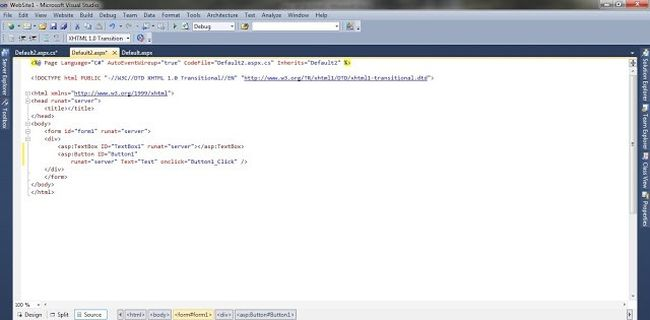 WebSite1 - Microsoft Visual Studio
Edit View Website Build Debug Team Data Tools Architecture Test Analyze Window Help
Debug
XHTML 1.0 Transition
Default2.aspx.cs* Default2.aspx* Default.aspx
<%@ Page Language="C#" AutoEventWireup="true" CodeFile="Default2.aspx.cs" Inherits="Default2" %>
<!DOCTYPE html PUBLIC "-//W3C//DTD XHTML 1.0 Transitional//EN" "http://www.w3.org/TR/xhtml1/DTD/xhtml1-transitional.dtd">
<html xmlns="http://www.w3.org/1999/xhtml">
<head runat="server">
<title></title>
</head>
<body>
<form id="form1" runat="server">
<div>
<asp:TextBox ID="TextBox1" runat="server"></asp:TextBox>
<asp:Button ID="Button1"
runat="server" Text="Text" onclick="Button1_Click" />
</div>
</form>
</body>
</html>
Server Explorer
Toolbox
Solution Explorer
Team Explorer
Class View
Properties
100 %
Design Split Source <html> <body> <form#form1> <div> <asp:Button#Button1>